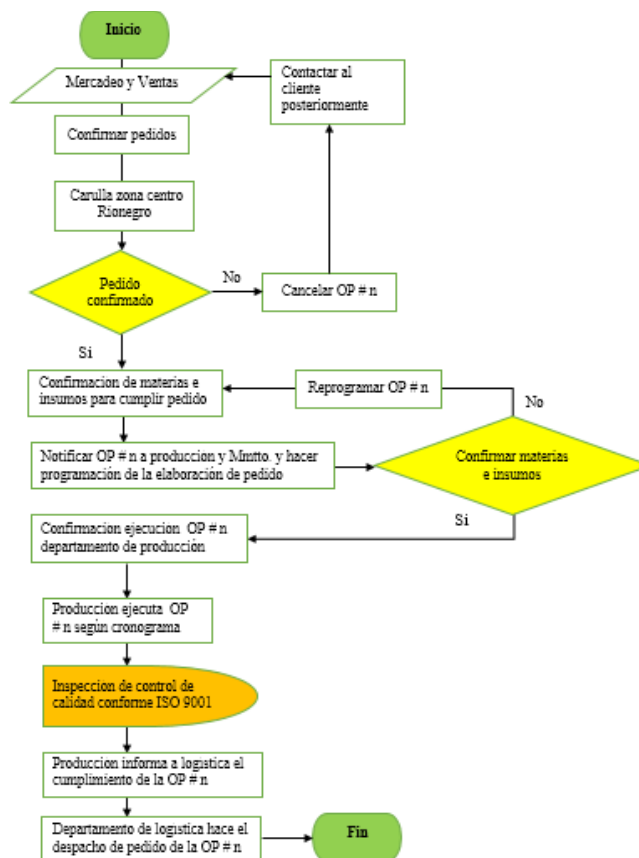 Inicio
Mercadeo y Ventas
Contactar al
cliente
posteriormente
Confirmar pedidos
Carulla zona centro
Rionegro
Pedido
confirmado
No
Cancelar OP # n
Si
Confirmacion de materias e
insumos para cumplir pedido
Reprogramar OP # n
No
Notificar OP # n a produccion y Mmtto. y hacer
programación de la elaboración de pedido
Confirmar materias
e insumos
Si
Confirmacion ejecucion OP # n
departamento de producción
Produccion ejecuta OP
# n según cronograma
Inspeccion de control de
calidad conforme ISO 9001
Produccion informa a logistica el
cumplimiento de la OP # n
Departamento de logistica hace el
despacho de pedido de la OP # n
Fin